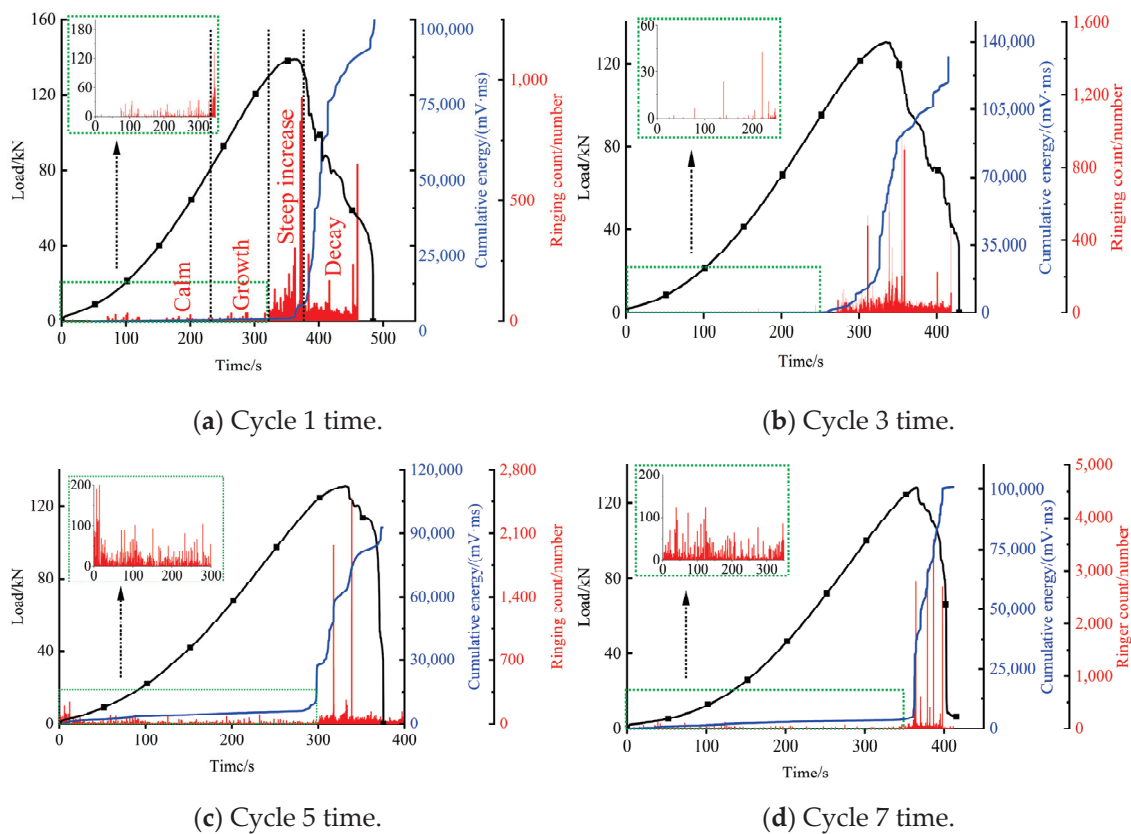 160
120
80
40
0
Load/kN
180
120
60
30
0
0 100 200 300
Calm
Growth
Steep increase
Decay
100,000
75,000
50,000
25,000
0
Cumulative energy/(mV·ms)
1,000
500
0
Ringing count/number
0 100 200 300 400 500
Time/s
(a) Cycle 1 time.
120
80
40
0
Load/kN
60
30
15
0
0 100 200
140,000
105,000
70,000
35,000
0
Cumulative energy/(mV·ms)
1,600
1,200
800
400
0
Ringing count/number
0 100 200 300 400
Time/s
(b) Cycle 3 time.
120
80
40
0
Load/kN
200
100
0
0 100 200 300
120,000
90,000
60,000
30,000
0
Cumulative energy/(mV·ms)
2,800
2,100
1,400
700
0
Ringing count/number
0 100 200 300 400
Time/s
(c) Cycle 5 time.
120
80
40
0
Load/kN
200
150
100
50
0
0 100 200 300
100,000
75,000
50,000
25,000
0
Cumulative energy/(mV·ms)
5,000
4,000
3,000
2,000
1,000
0
Ringer count/number
0 100 200 300 400
Time/s
(d) Cycle 7 time.